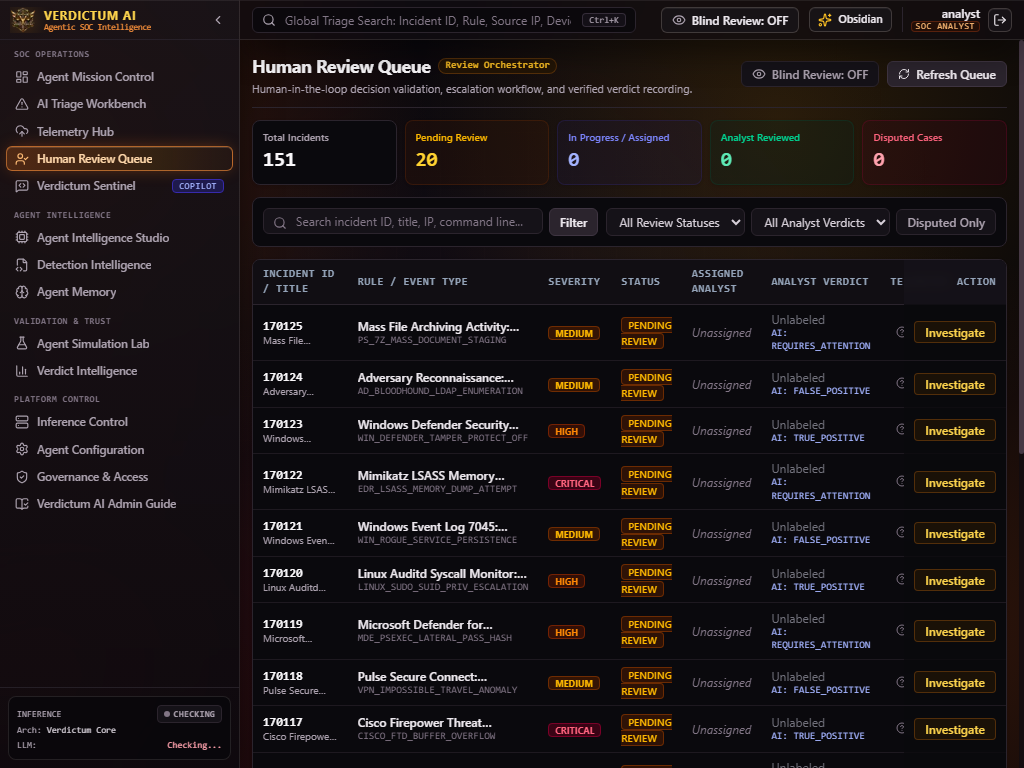 VERDICTUM AI
Agentic SOC Intelligence
Global Triage Search: Incident ID, Rule, Source IP, Devi
Ctrl+K
Blind Review: OFF
Obsidian
analyst
SOC ANALYST
SOC OPERATIONS
Agent Mission Control
AI Triage Workbench
Telemetry Hub
Human Review Queue
Verdictum Sentinel
COPILOT
AGENT INTELLIGENCE
Agent Intelligence Studio
Detection Intelligence
Agent Memory
VALIDATION & TRUST
Agent Simulation Lab
Verdict Intelligence
PLATFORM CONTROL
Inference Control
Agent Configuration
Governance & Access
Verdictum AI Admin Guide
INFERENCE
CHECKING
Arch: Verdictum Core
LLM: Checking...
Human Review Queue
Review Orchestrator
Human-in-the-loop decision validation, escalation workflow, and verified verdict recording.
Blind Review: OFF
Refresh Queue
Total Incidents
151
Pending Review
20
In Progress / Assigned
0
Analyst Reviewed
0
Disputed Cases
0
Search incident ID, title, IP, command line...
Filter
All Review Statuses
All Analyst Verdicts
Disputed Only
INCIDENT ID
/ TITLE
RULE / EVENT TYPE
SEVERITY
STATUS
ASSIGNED
ANALYST
ANALYST VERDICT
TE
ACTION
170125
Mass File...
Mass File Archiving Activity:...
PS_7Z_MASS_DOCUMENT_STAGING
MEDIUM
PENDING
REVIEW
Unassigned
Unlabeled
AI:
REQUIRES_ATTENTION
Investigate
170124
Adversary...
Adversary Reconnaissance:...
AD_BLOODHOUND_LDAP_ENUMERATION
MEDIUM
PENDING
REVIEW
Unassigned
Unlabeled
AI: FALSE_POSITIVE
Investigate
170123
Windows...
Windows Defender Security...
WIN_DEFENDER_TAMPER_PROTECT_OFF
HIGH
PENDING
REVIEW
Unassigned
Unlabeled
AI: TRUE_POSITIVE
Investigate
170122
Mimikatz LSAS...
Mimikatz LSASS Memory...
EDR_LSASS_MEMORY_DUMP_ATTEMPT
CRITICAL
PENDING
REVIEW
Unassigned
Unlabeled
AI:
REQUIRES_ATTENTION
Investigate
170121
Windows Even...
Windows Event Log 7045:...
WIN_ROGUE_SERVICE_PERSISTENCE
MEDIUM
PENDING
REVIEW
Unassigned
Unlabeled
AI: FALSE_POSITIVE
Investigate
170120
Linux Auditd...
Linux Auditd Syscall Monitor:...
LINUX_SUDO_SUID_PRIV_ESCALATION
HIGH
PENDING
REVIEW
Unassigned
Unlabeled
AI: TRUE_POSITIVE
Investigate
170119
Microsoft...
Microsoft Defender for...
MDE_PSEXEC_LATERAL_PASS_HASH
HIGH
PENDING
REVIEW
Unassigned
Unlabeled
AI:
REQUIRES_ATTENTION
Investigate
170118
Pulse Secure...
Pulse Secure Connect:...
VPN_IMPOSSIBLE_TRAVEL_ANOMALY
MEDIUM
PENDING
REVIEW
Unassigned
Unlabeled
AI: FALSE_POSITIVE
Investigate
170117
Cisco Firepowe...
Cisco Firepower Threat...
CISCO_FTD_BUFFER_OVERFLOW
CRITICAL
PENDING
REVIEW
Unassigned
Unlabeled
AI: TRUE_POSITIVE
Investigate